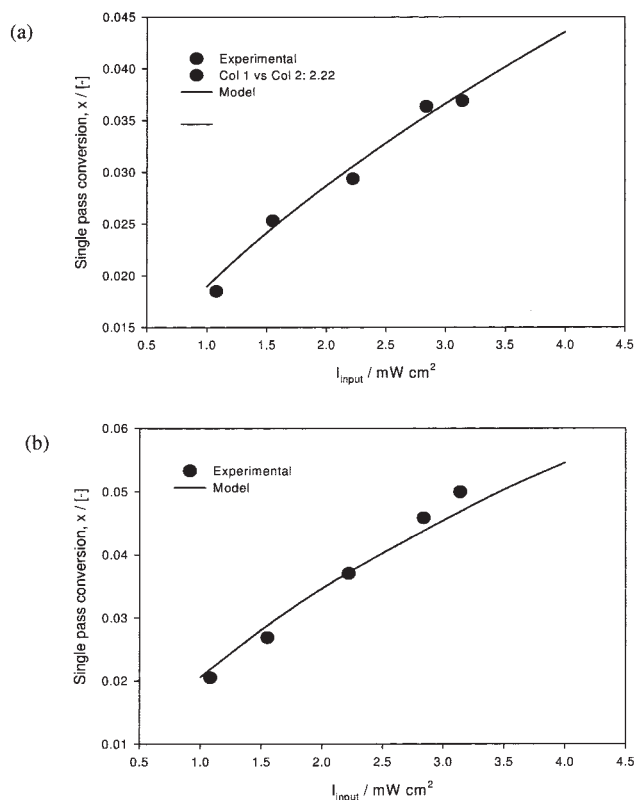 (a)
0.045
0.040
0.035
0.030
0.025
0.020
0.015
Single pass conversion, x / [-]
Experimental
Col 1 vs Col 2: 2.22
Model
0.5 1.0 1.5 2.0 2.5 3.0 3.5 4.0 4.5
Iinput / mW cm²
(b)
0.06
0.05
0.04
0.03
0.02
0.01
Single pass conversion, x / [-]
Experimental
Model
0.5 1.0 1.5 2.0 2.5 3.0 3.5 4.0 4.5
Iinput / mW cm²